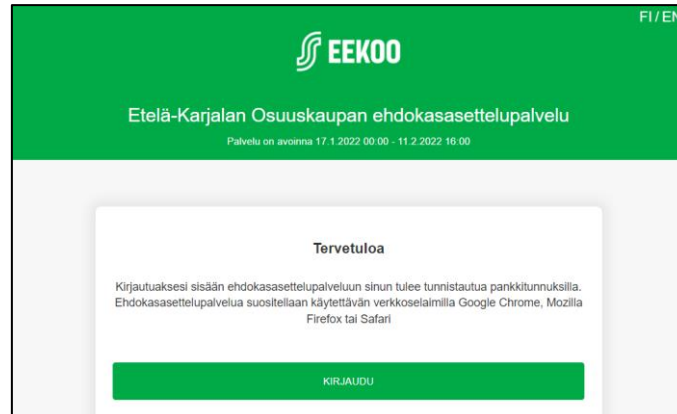 FI / EN
EEKOO
Etelä-Karjalan Osuuskaupan ehdokasasettelupalvelu
Palvelu on avoinna 17.1.2022 00:00 - 11.2.2022 16:00
Tervetuloa
Kirjautuaksesi sisään ehdokasasettelupalveluun sinun tulee tunnistautua pankkitunnuksilla.
Ehdokasasettelupalvelua suositellaan käytettävän verkkoselaimilla Google Chrome, Mozilla
Firefox tai Safari
KIRJAUDU